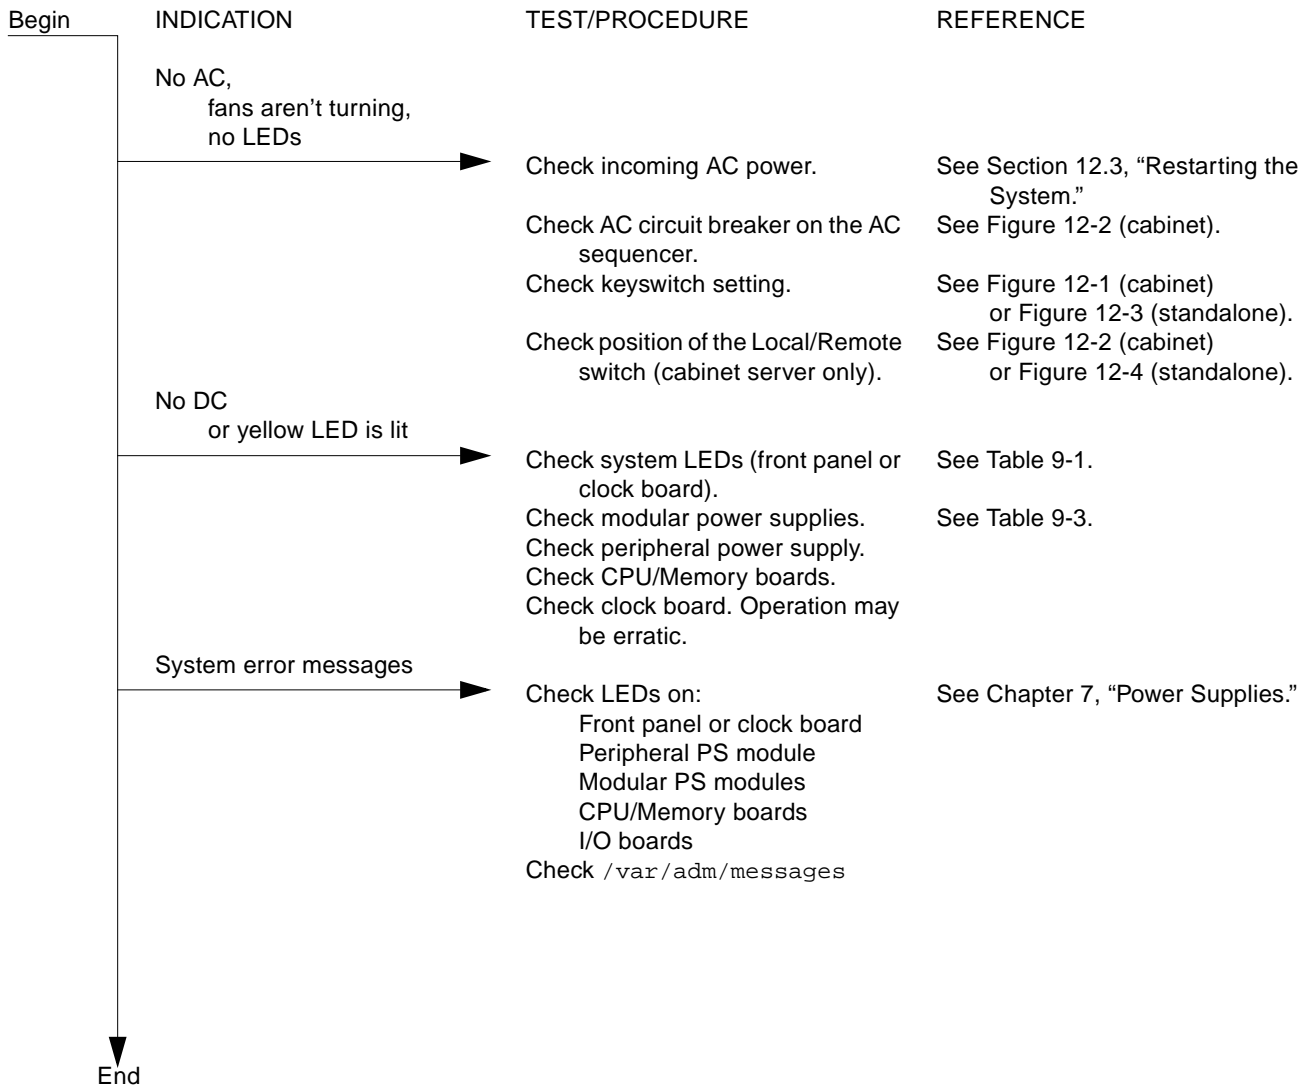 Begin INDICATION TEST/PROCEDURE REFERENCE
No AC,
fans aren't turning,
no LEDs
Check incoming AC power. See Section 12.3, “Restarting the
System.”
Check AC circuit breaker on the AC See Figure 12-2 (cabinet).
sequencer.
Check keyswitch setting. See Figure 12-1 (cabinet)
or Figure 12-3 (standalone).
Check position of the Local/Remote See Figure 12-2 (cabinet)
switch (cabinet server only). or Figure 12-4 (standalone).
No DC
or yellow LED is lit
Check system LEDs (front panel or See Table 9-1.
clock board).
Check modular power supplies. See Table 9-3.
Check peripheral power supply.
Check CPU/Memory boards.
Check clock board. Operation may
be erratic.
System error messages
Check LEDs on: See Chapter 7, “Power Supplies.”
Front panel or clock board
Peripheral PS module
Modular PS modules
CPU/Memory boards
I/O boards
Check /var/adm/messages
End